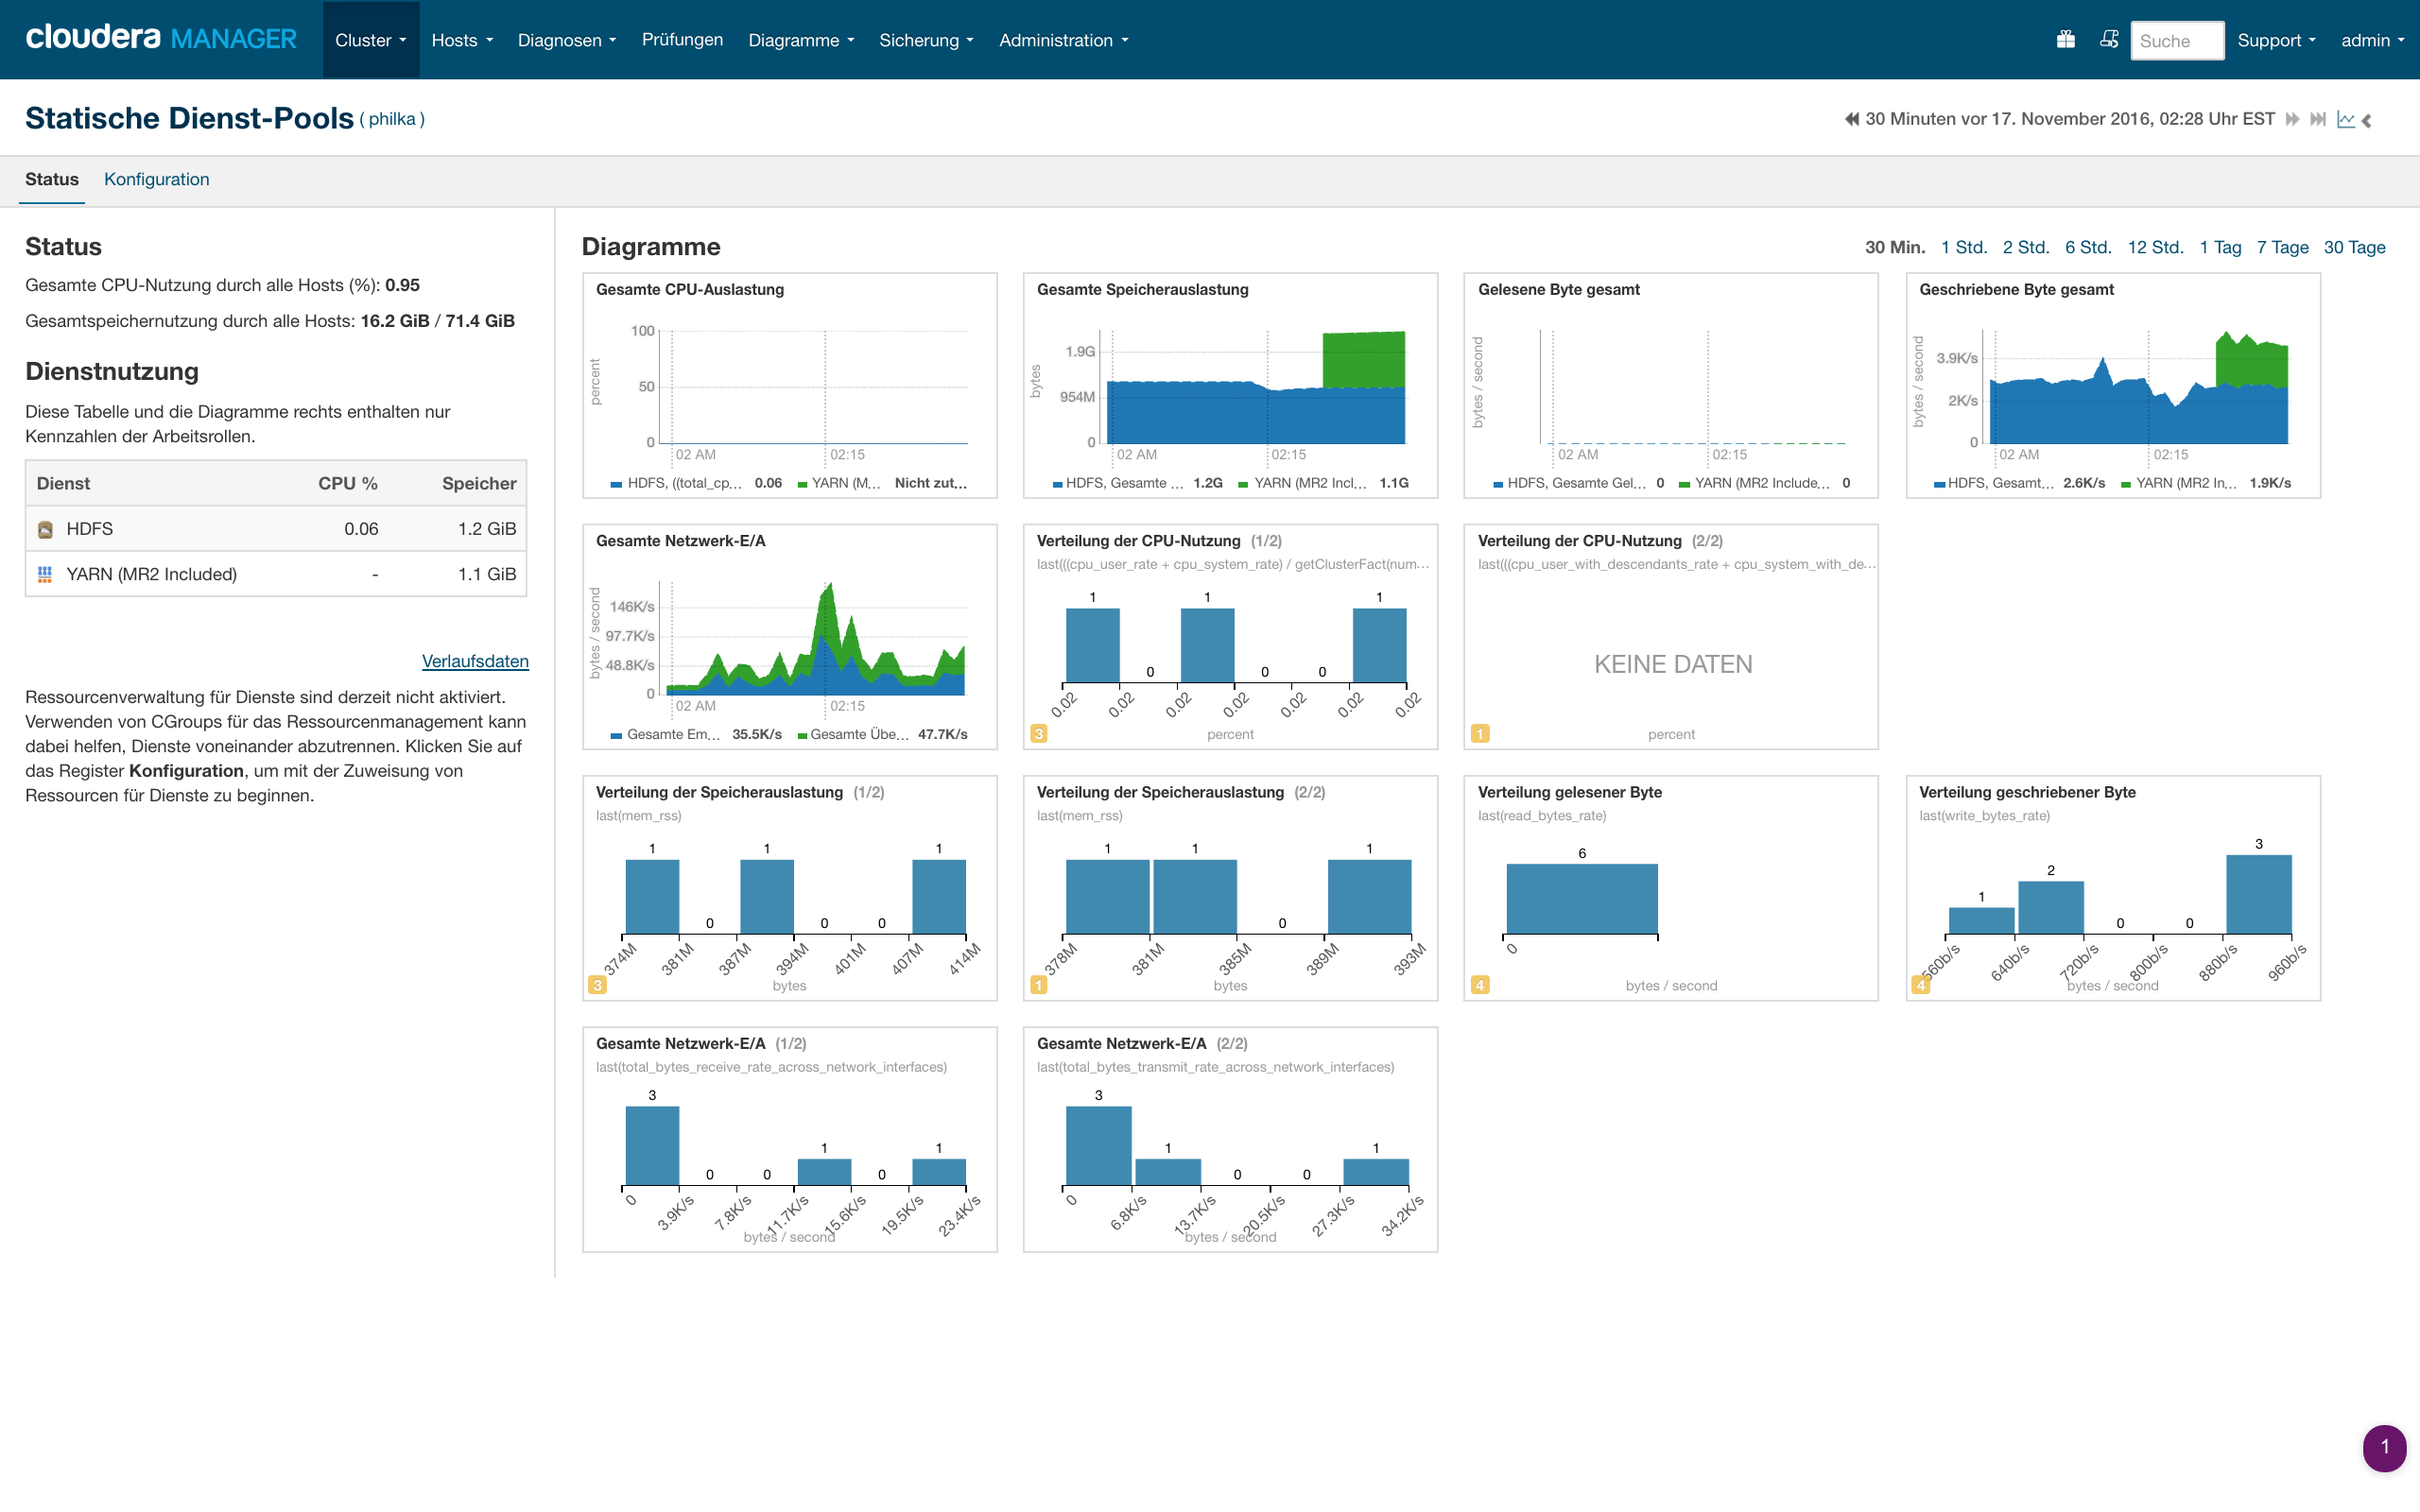 cloudera MANAGER
Cluster
Hosts
Diagnosen
Prüfungen
Diagramme
Sicherung
Administration
Suche
Support
admin
Statische Dienst-Pools ( philka )
30 Minuten vor 17. November 2016, 02:28 Uhr EST
Status
Konfiguration
Status
Gesamte CPU-Nutzung durch alle Hosts (%): 0.95
Gesamtspeichernutzung durch alle Hosts: 16.2 GiB / 71.4 GiB
Dienstnutzung
Diese Tabelle und die Diagramme rechts enthalten nur
Kennzahlen der Arbeitsrollen.
Dienst CPU % Speicher
HDFS 0.06 1.2 GiB
YARN (MR2 Included) - 1.1 GiB
Verlaufsdaten
Ressourcenverwaltung für Dienste sind derzeit nicht aktiviert.
Verwenden von CGroups für das Ressourcenmanagement kann
dabei helfen, Dienste voneinander abzutrennen. Klicken Sie auf
das Register Konfiguration, um mit der Zuweisung von
Ressourcen für Dienste zu beginnen.
Diagramme
30 Min. 1 Std. 2 Std. 6 Std. 12 Std. 1 Tag 7 Tage 30 Tage
Gesamte CPU-Auslastung
percent
100
50
0
02 AM 02:15
HDFS, ((total_cp... 0.06 YARN (M... Nicht zut...
Gesamte Speicherauslastung
bytes
1.9G
954M
0
02 AM 02:15
HDFS, Gesamte ... 1.2G YARN (MR2 Incl... 1.1G
Gelesene Byte gesamt
bytes / second
02 AM 02:15
HDFS, Gesamte Gel... 0 YARN (MR2 Include... 0
Geschriebene Byte gesamt
bytes / second
3.9K/s
2K/s
0
02 AM 02:15
HDFS, Gesamt... 2.6K/s YARN (MR2 In... 1.9K/s
Gesamte Netzwerk-E/A
bytes / second
146K/s
97.7K/s
48.8K/s
0
02 AM 02:15
Gesamte Em... 35.5K/s Gesamte Übe... 47.7K/s
Verteilung der CPU-Nutzung (1/2)
last(((cpu_user_rate + cpu_system_rate) / getClusterFact(num...
1 0 1 0 0 1
0.02 0.02 0.02 0.02 0.02 0.02 0.02
3
percent
Verteilung der CPU-Nutzung (2/2)
last(((cpu_user_with_descendants_rate + cpu_system_with_de...
KEINE DATEN
1
percent
Verteilung der Speicherauslastung (1/2)
last(mem_rss)
1 0 1 0 0 1
374M 381M 387M 394M 401M 407M 414M
3
bytes
Verteilung der Speicherauslastung (2/2)
last(mem_rss)
1 1 0 1
378M 381M 385M 389M 393M
1
bytes
Verteilung gelesener Byte
last(read_bytes_rate)
6
0
4
bytes / second
Verteilung geschriebener Byte
last(write_bytes_rate)
1 2 0 0 3
560b/s 640b/s 720b/s 800b/s 880b/s 960b/s
4
bytes / second
Gesamte Netzwerk-E/A (1/2)
last(total_bytes_receive_rate_across_network_interfaces)
3 0 0 1 0 1
0 3.9K/s 7.8K/s 11.7K/s 15.6K/s 19.5K/s 23.4K/s
bytes / second
Gesamte Netzwerk-E/A (2/2)
last(total_bytes_transmit_rate_across_network_interfaces)
3 1 0 0 1
0 6.8K/s 13.7K/s 20.5K/s 27.3K/s 34.2K/s
bytes / second
1